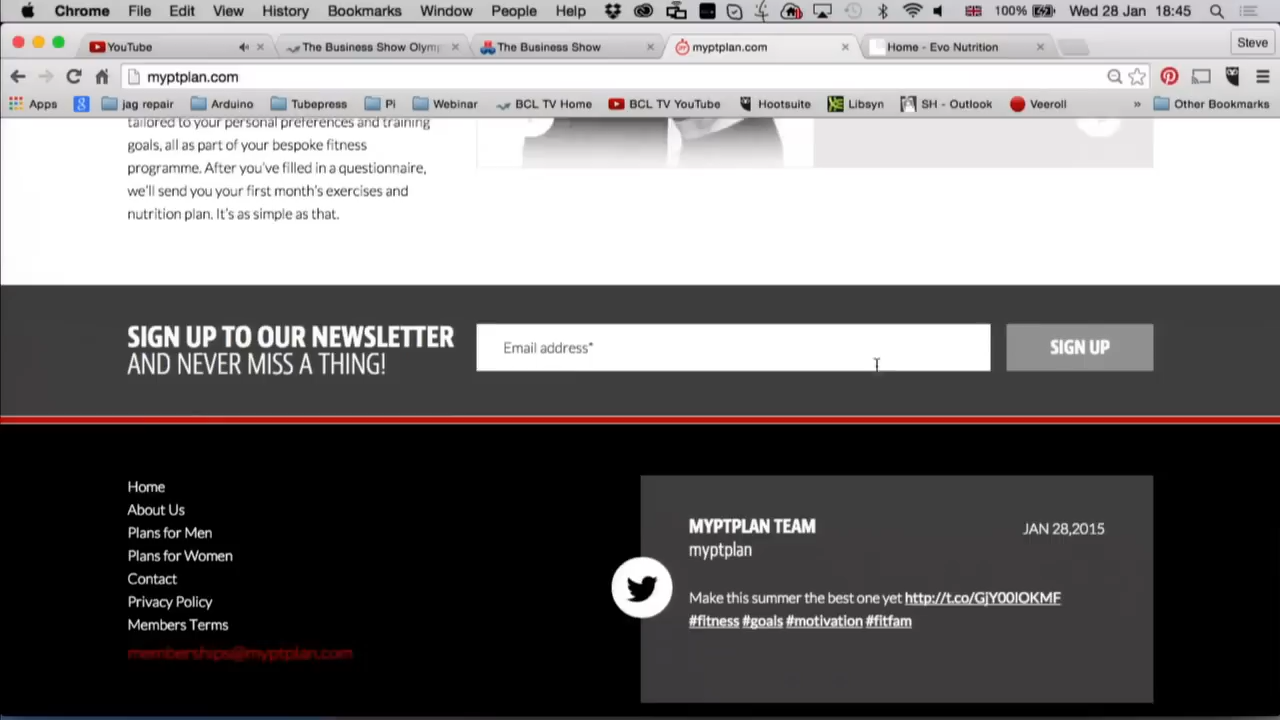 Chrome File Edit View History Bookmarks Window People Help 100% Wed 28 Jan 18:45
YouTube The Business Show Olymp The Business Show myptplan.com Home - Evo Nutrition Steve
myptplan.com
Apps jag repair Arduino Tubepress Pi Webinar BCL TV Home BCL TV YouTube Hootsuite Libsyn SH - Outlook Veeroll » Other Bookmarks
tailored to your personal preferences and training
goals, all as part of your bespoke fitness
programme. After you've filled in a questionnaire,
we'll send you your first month's exercises and
nutrition plan. It's as simple as that.
SIGN UP TO OUR NEWSLETTER
AND NEVER MISS A THING!
Email address*
SIGN UP
Home
About Us
Plans for Men
Plans for Women
Contact
Privacy Policy
Members Terms
memberships@myptplan.com
MYPTPLAN TEAM
myptplan
JAN 28,2015
Make this summer the best one yet http://t.co/GjY00IOKMF
#fitness #goals #motivation #fitfam